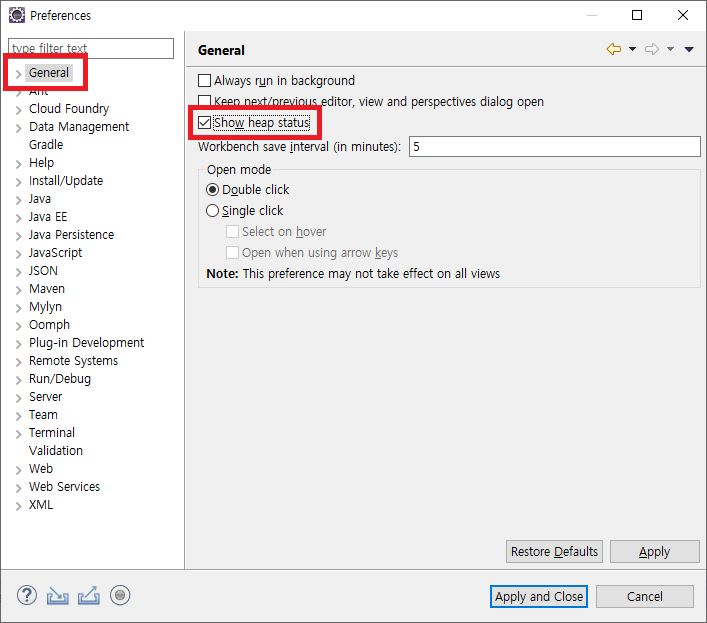 Preferences
type filter text
General
Ant
Cloud Foundry
Data Management
Gradle
Help
Install/Update
Java
Java EE
Java Persistence
JavaScript
JSON
Maven
Mylyn
Oomph
Plug-in Development
Remote Systems
Run/Debug
Server
Team
Terminal
Validation
Web
Web Services
XML
General
Always run in background
Keep next/previous editor, view and perspectives dialog open
Show heap status
Workbench save interval (in minutes): 5
Open mode
Double click
Single click
Select on hover
Open when using arrow keys
Note: This preference may not take effect on all views
Restore Defaults Apply
? Apply and Close Cancel